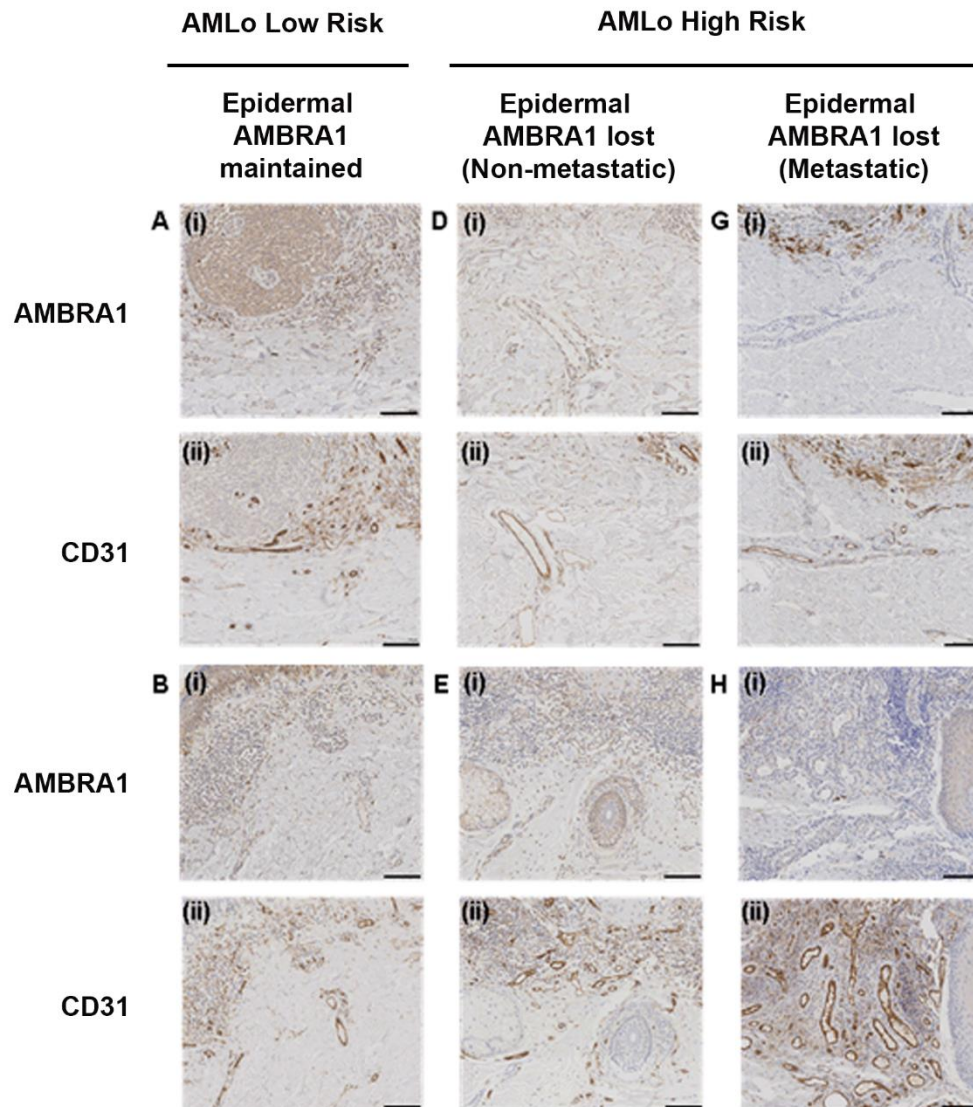 AMLo Low Risk
AMLo High Risk
Epidermal
AMBRA1
maintained
Epidermal
AMBRA1 lost
(Non-metastatic)
Epidermal
AMBRA1 lost
(Metastatic)
A (i) D (i) G (i)
AMBRA1
(ii) (ii) (ii)
CD31
B (i) E (i) H (i)
AMBRA1
(ii) (ii) (ii)
CD31